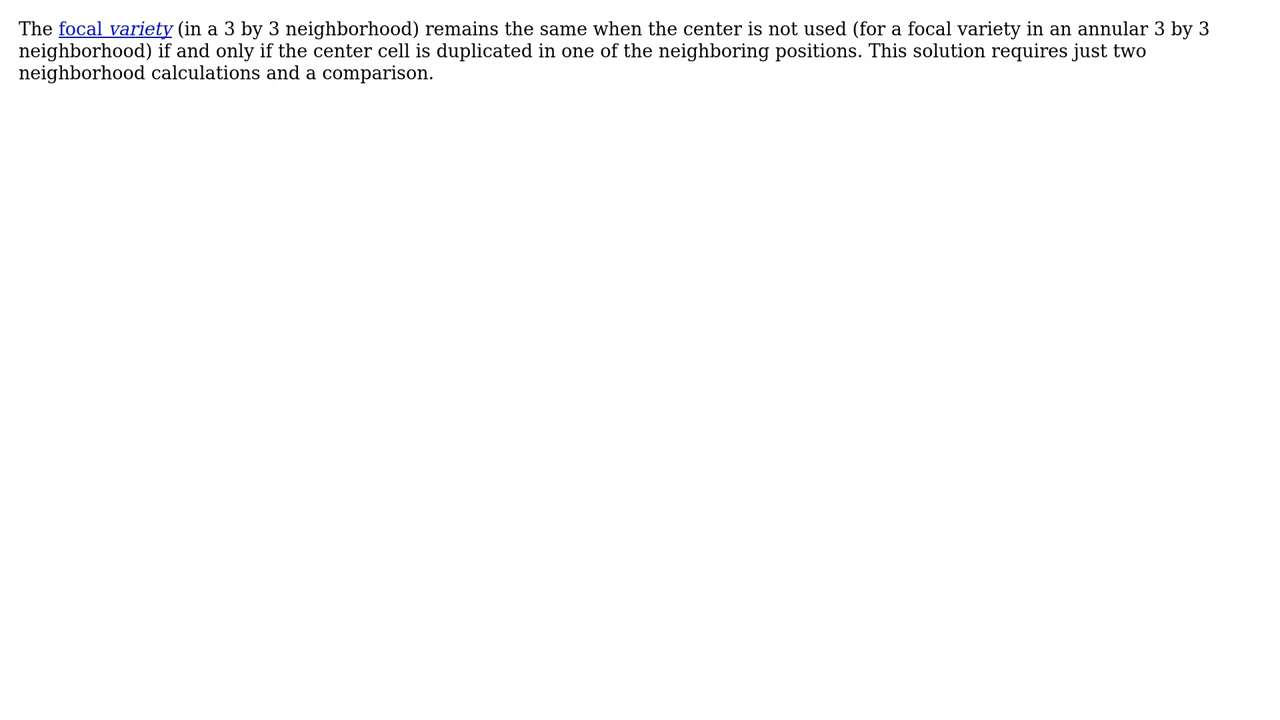 The focal variety (in a 3 by 3 neighborhood) remains the same when the center is not used (for a focal variety in an annular 3 by 3
neighborhood) if and only if the center cell is duplicated in one of the neighboring positions. This solution requires just two
neighborhood calculations and a comparison.